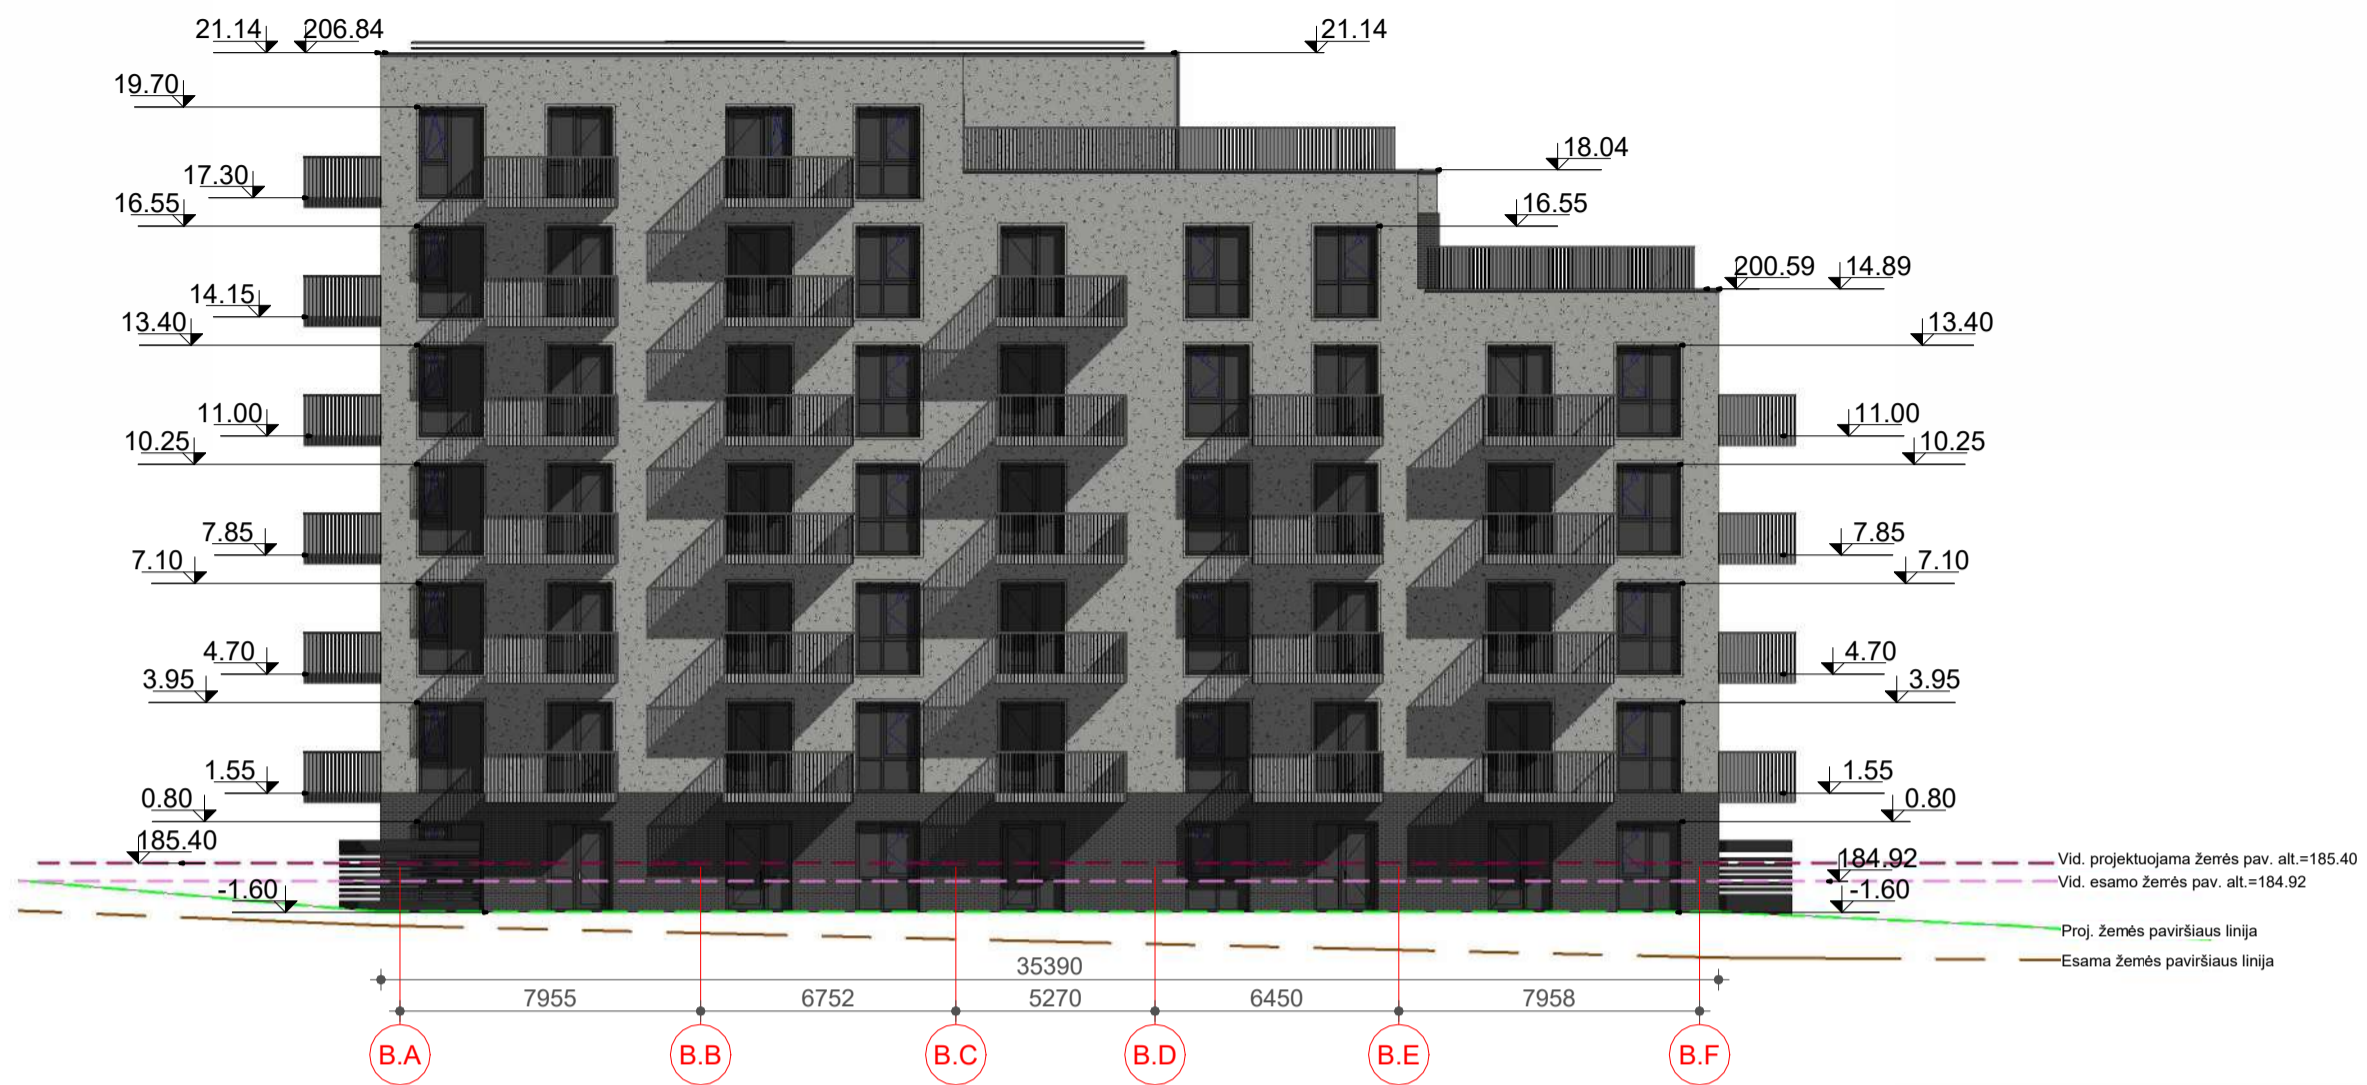 21.14 206.84 21.14
19.70
18.04
17.30
16.55 16.55
200.59 14.89
14.15
13.40 13.40
11.00 11.00
10.25 10.25
7.85 7.85
7.10 7.10
4.70 4.70
3.95 3.95
1.55 1.55
0.80 0.80
185.40 184.92 Vid. projektuojama žemės pav. alt.=185.40
-1.60 -1.60 Vid. esamo žemės pav. alt.=184.92
Proj. žemės paviršiaus linija
Esama žemės paviršiaus linija
35390
7955 6752 5270 6450 7958
B.A B.B B.C B.D B.E B.F